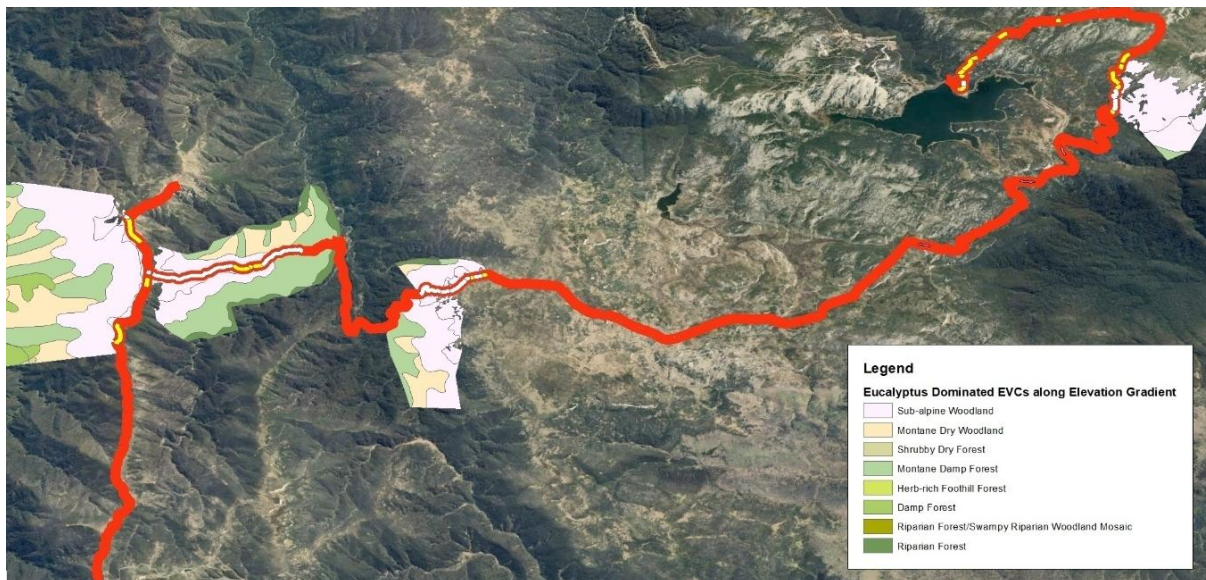 Legend
Eucalyptus Dominated EVCs along Elevation Gradient
Sub-alpine Woodland
Montane Dry Woodland
Shrubby Dry Forest
Montane Damp Forest
Herb-rich Foothill Forest
Damp Forest
Riparian Forest/Swampy Riparian Woodland Mosaic
Riparian Forest